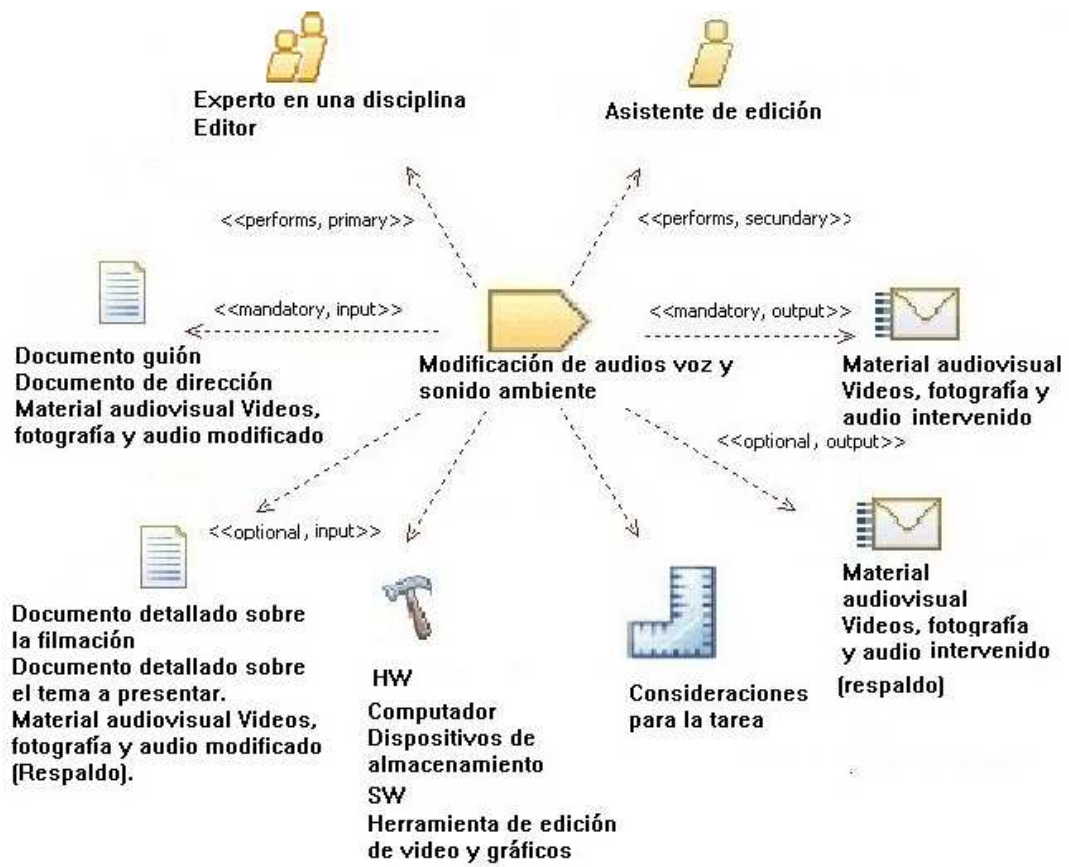 Experto en una disciplina
Editor
Asistente de edición
<<performs, primary>>
<<performs, secundary>>
<<mandatory, input>>
<<mandatory, output>>
Documento guión
Documento de dirección
Material audiovisual Videos,
fotografía y audio modificado
Modificación de audios voz y
sonido ambiente
Material audiovisual
Videos, fotografía y
audio intervenido
<<optional, output>>
<<optional, input>>
Documento detallado sobre
la filmación
Documento detallado sobre
el tema a presentar.
Material audiovisual Videos,
fotografía y audio modificado
(Respaldo).
HW
Computador
Dispositivos de
almacenamiento
SW
Herramienta de edición
de video y gráficos
Consideraciones
para la tarea
Material
audiovisual
Videos, fotografía
y audio intervenido
(respaldo)